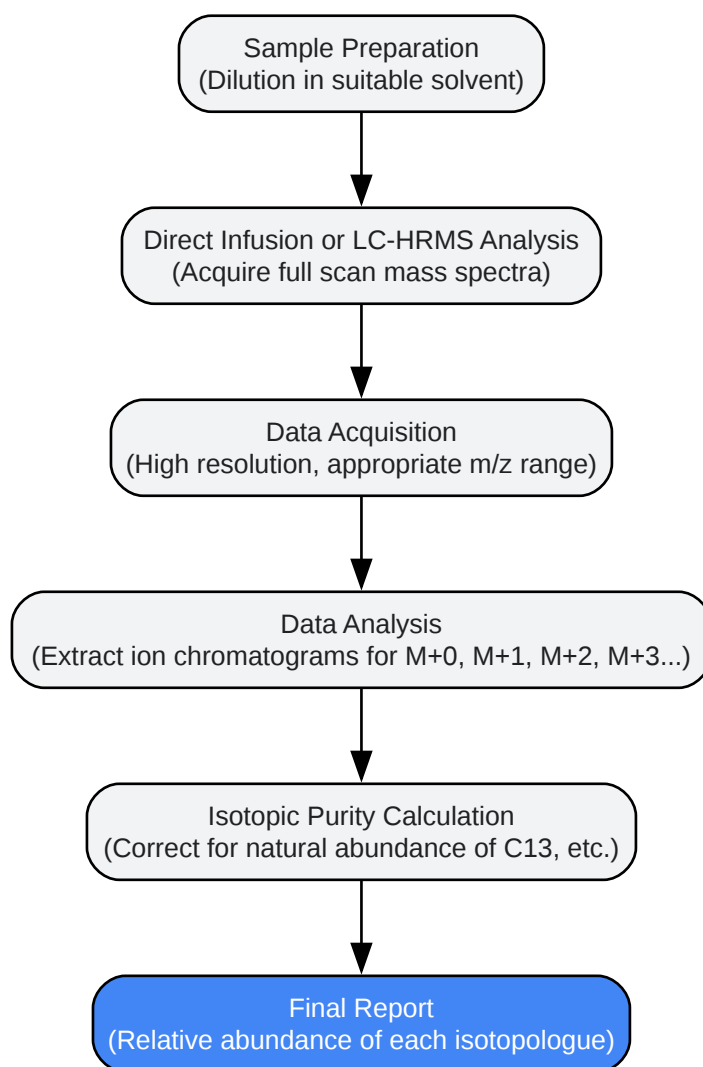 Sample Preparation
(Dilution in suitable solvent)
Direct Infusion or LC-HRMS Analysis
(Acquire full scan mass spectra)
Data Acquisition
(High resolution, appropriate m/z range)
Data Analysis
(Extract ion chromatograms for M+0, M+1, M+2, M+3...)
Isotopic Purity Calculation
(Correct for natural abundance of C13, etc.)
Final Report
(Relative abundance of each isotopologue)